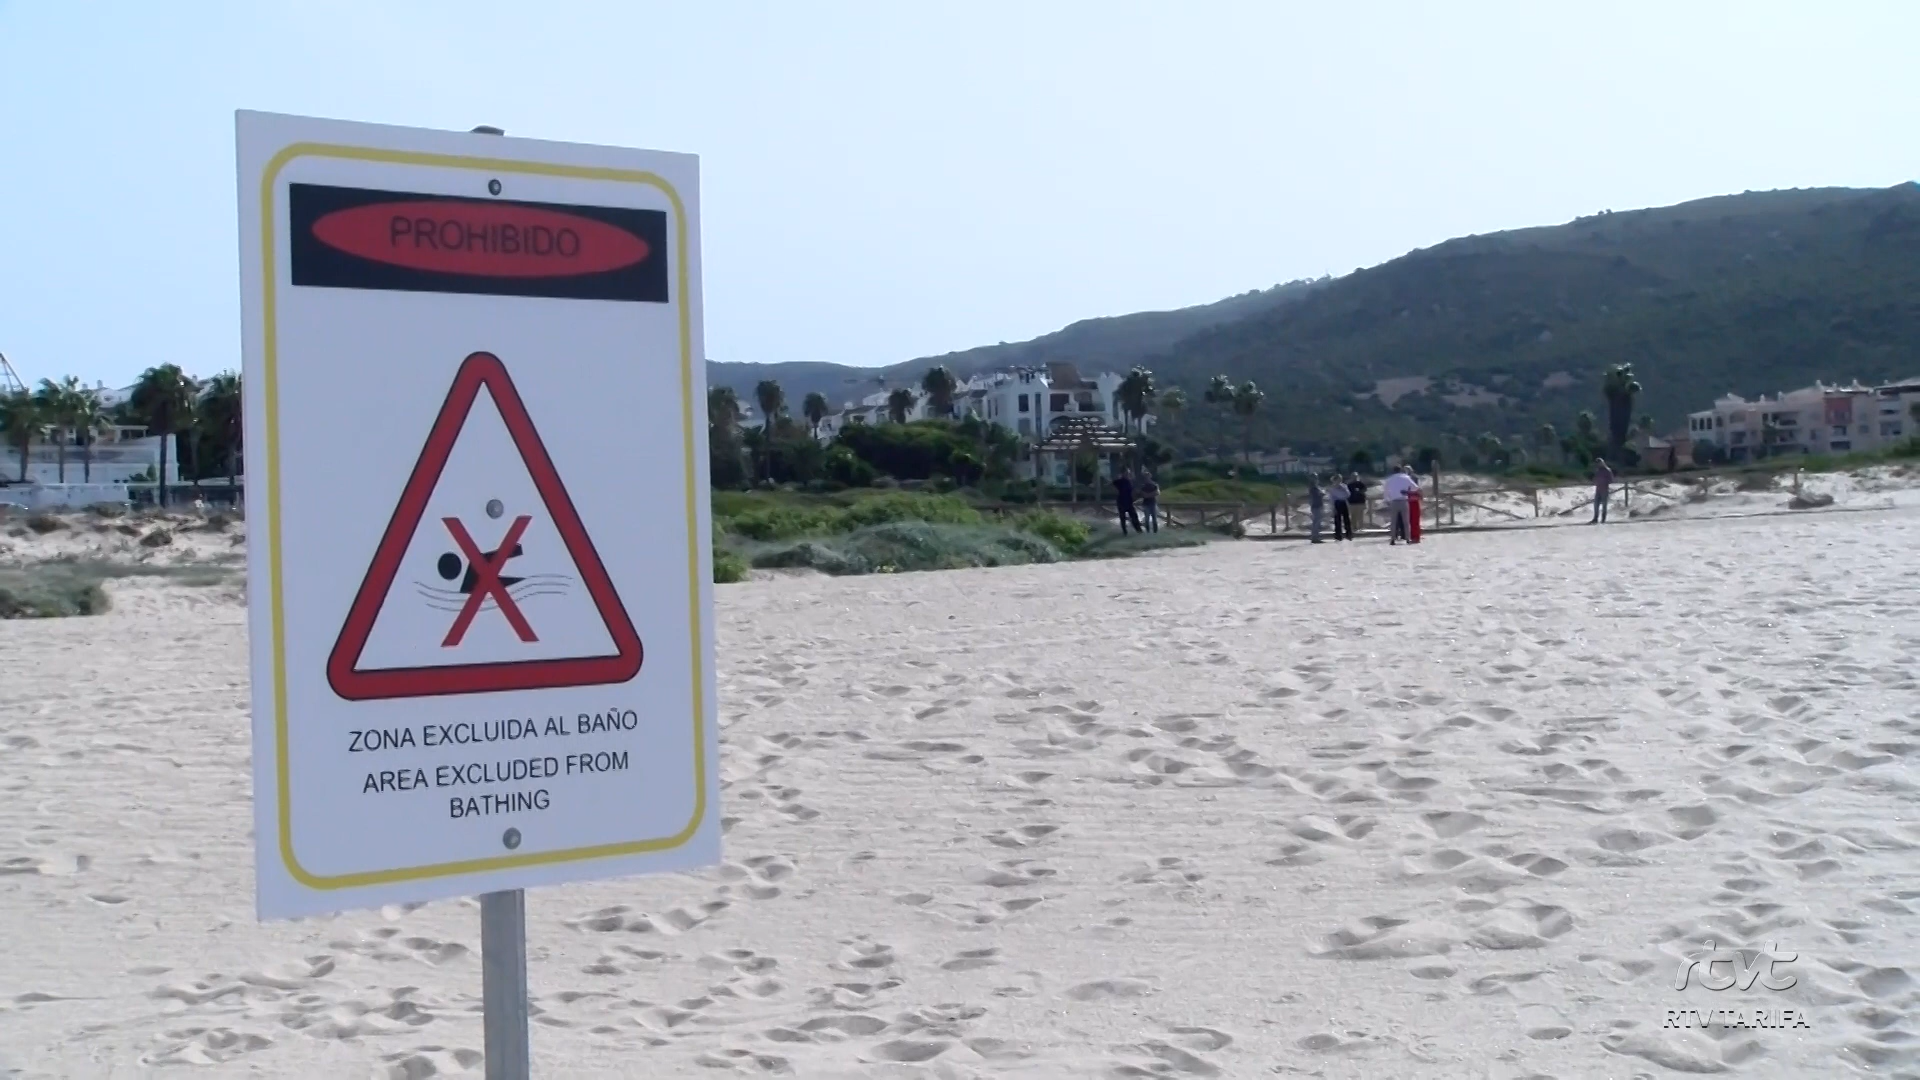 PROHIBIDO
ZONA EXCLUIDA AL BAÑO
AREA EXCLUDED FROM
BATHING
rtvt
RTV TARIFA